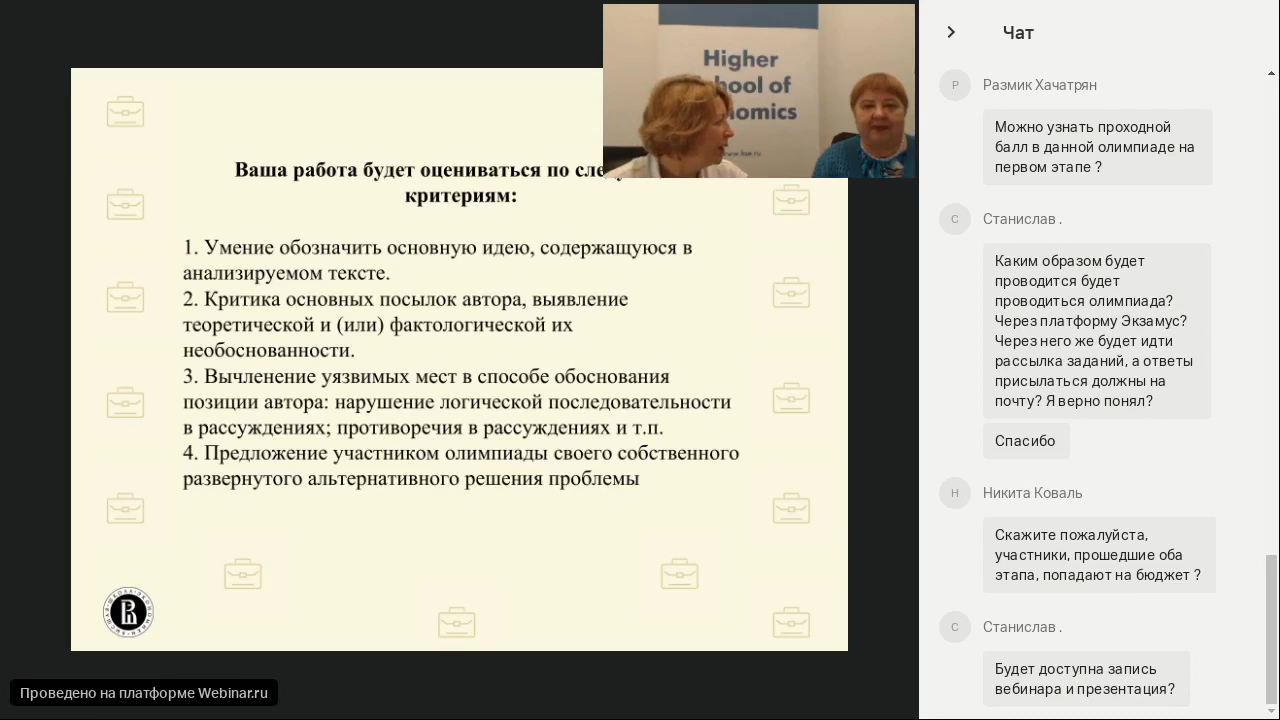 Higher
School of
Economics
www.hse.ru
Ваша работа будет оцениваться по
критериям:
1. Умение обозначить основную идею, содержащуюся в
анализируемом тексте.
2. Критика основных посылок автора, выявление
теоретической и (или) фактологической их
необоснованности.
3. Вычленение уязвимых мест в способе обоснования
позиции автора: нарушение логической последовательности
в рассуждениях; противоречия в рассуждениях и т.п.
4. Предложение участником олимпиады своего собственного
развернутого альтернативного решения проблемы
Проведено на платформе Webinar.ru
Чат
Р
Размик Хачатрян
Можно узнать проходной
балл в данной олимпиаде на
первом этапе ?
С
Станислав .
Каким образом будет
проводится будет
проводиться олимпиада?
Через платформу Экзамус?
Через него же будет идти
рассылка заданий, а ответы
присылаться должны на
почту? Я верно понял?
Спасибо
Н
Никита Коваль
Скажите пожалуйста,
участники, прошедшие оба
этапа, попадают на бюджет ?
С
Станислав .
Будет доступна запись
вебинара и презентация?